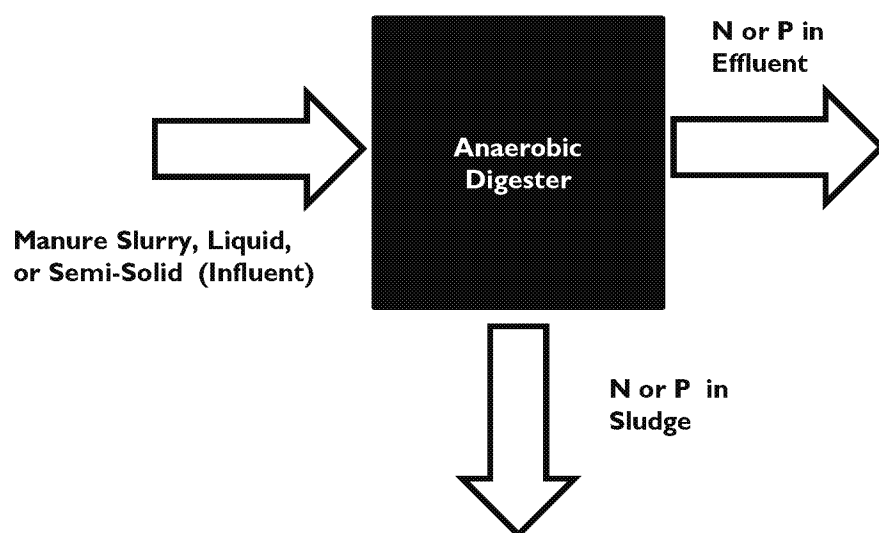 N or P in
Effluent
Anaerobic
Digester
Manure Slurry, Liquid,
or Semi-Solid (Influent)
N or P in
Sludge